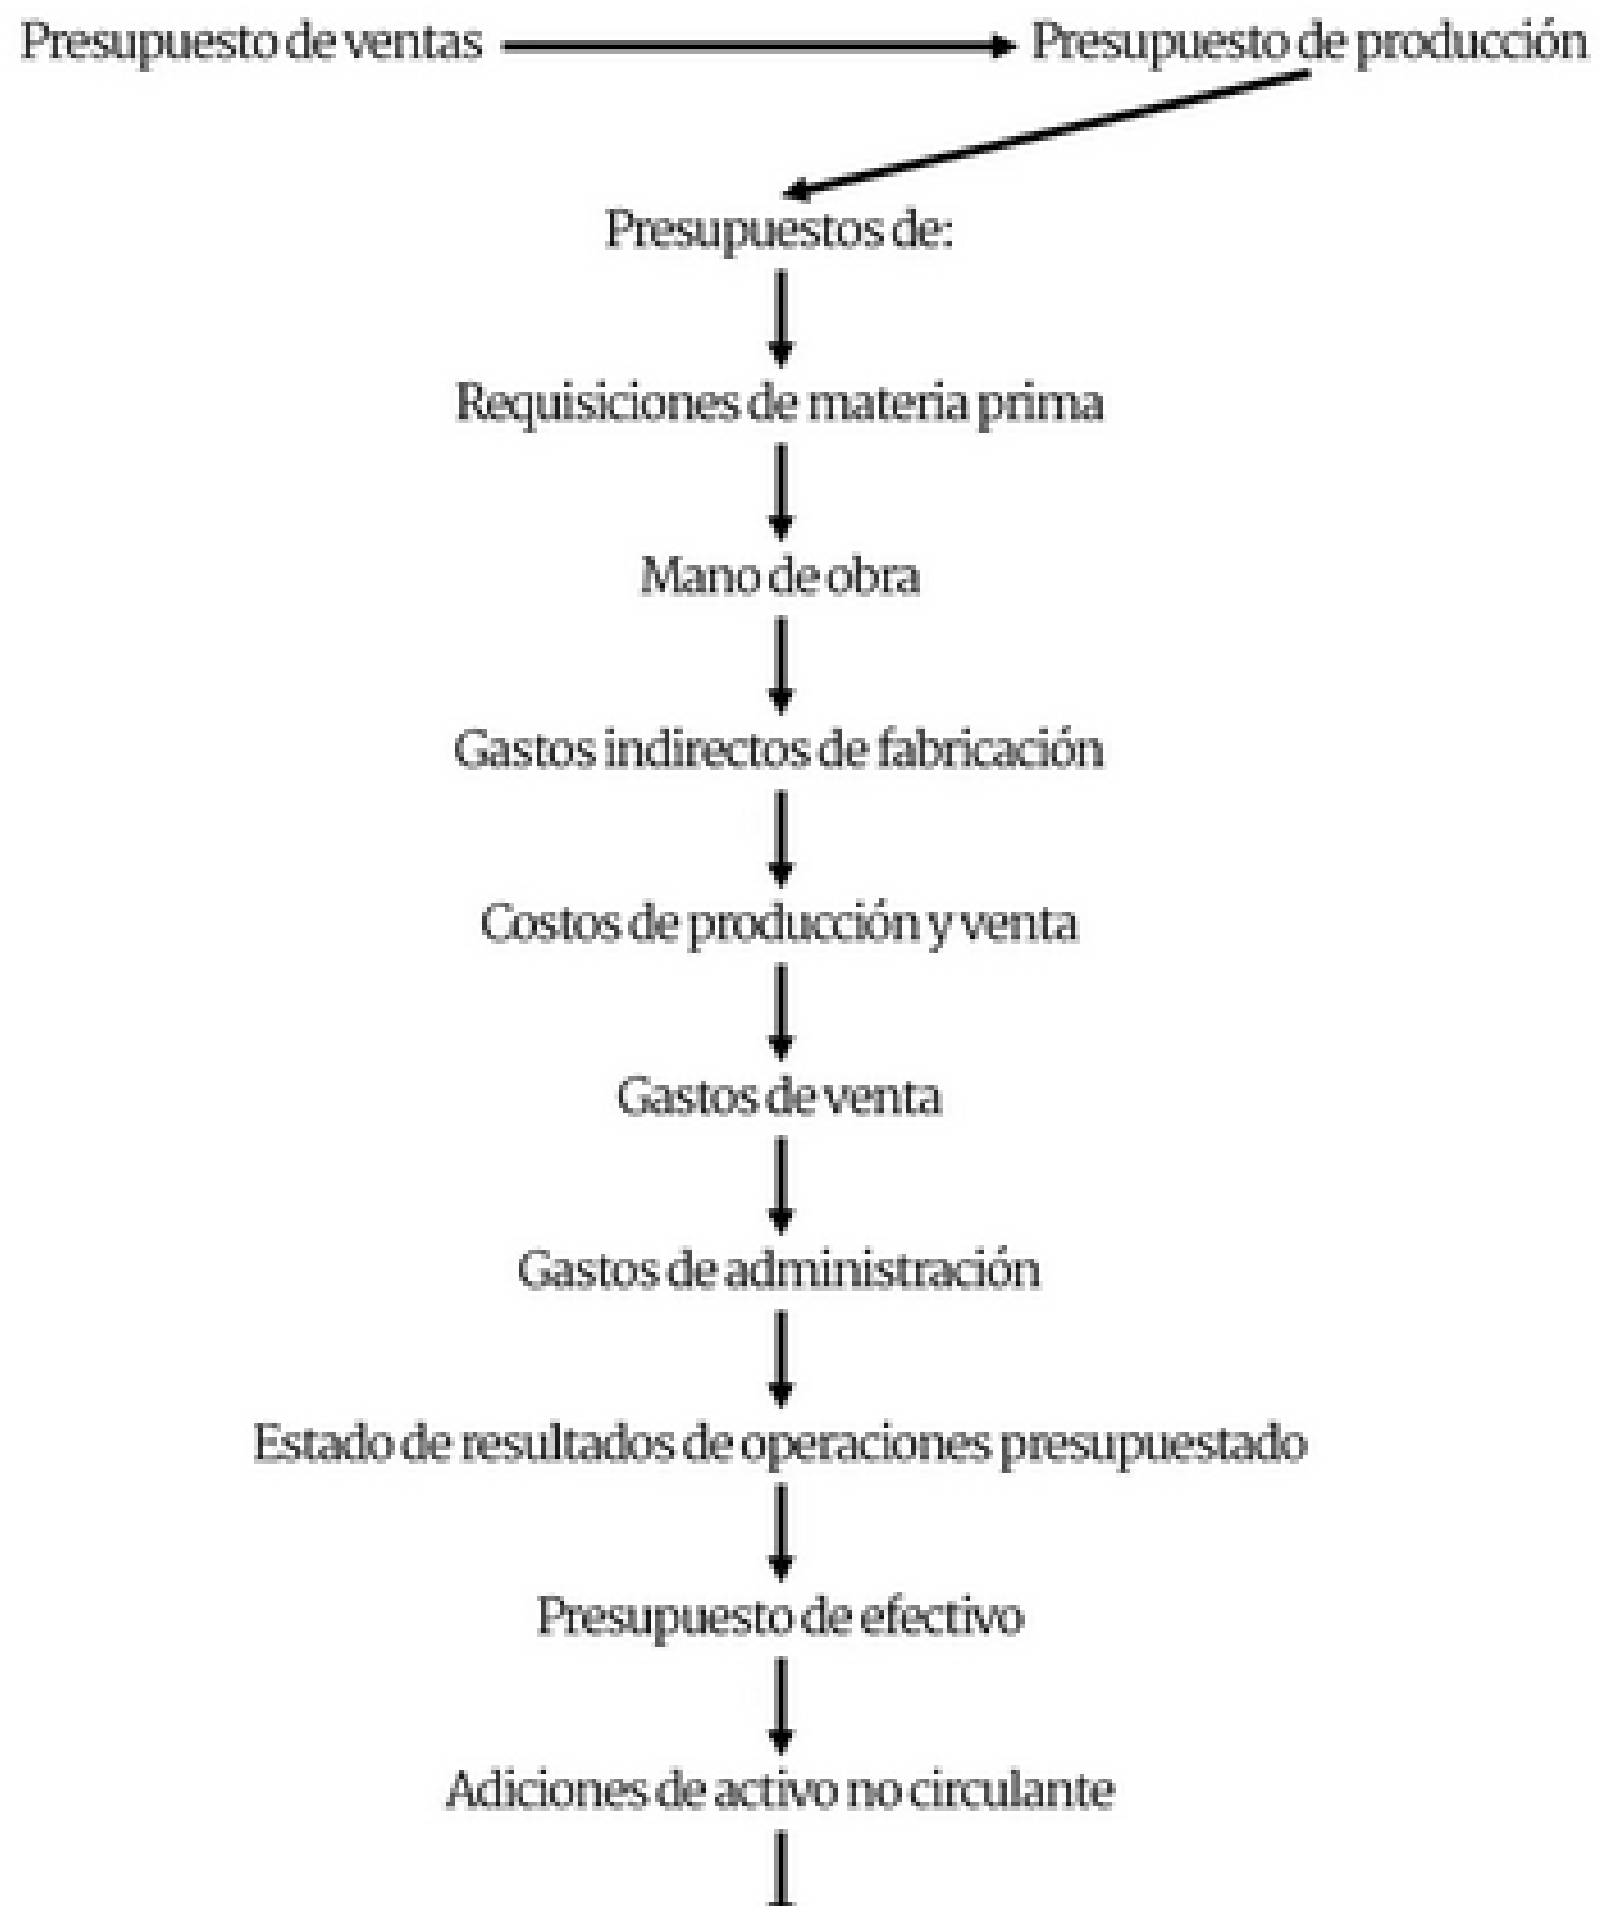 Presupuesto de ventas
Presupuesto de producción
Presupuestos de:
Requisiciones de materia prima
Mano de obra
Gastos indirectos de fabricación
Costos de producción y venta
Gastos de venta
Gastos de administración
Estado de resultados de operaciones presupuestado
Presupuesto de efectivo
Adiciones de activo no circulante